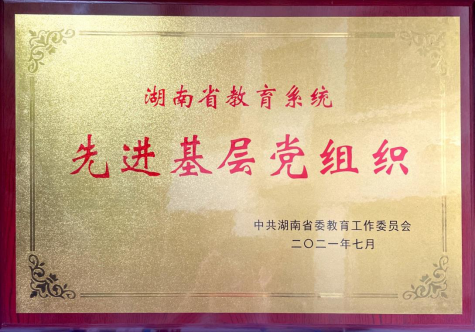 湖南省教育系统
先进基层党组织
中共湖南省委教育工作委员会
二〇二一年七月